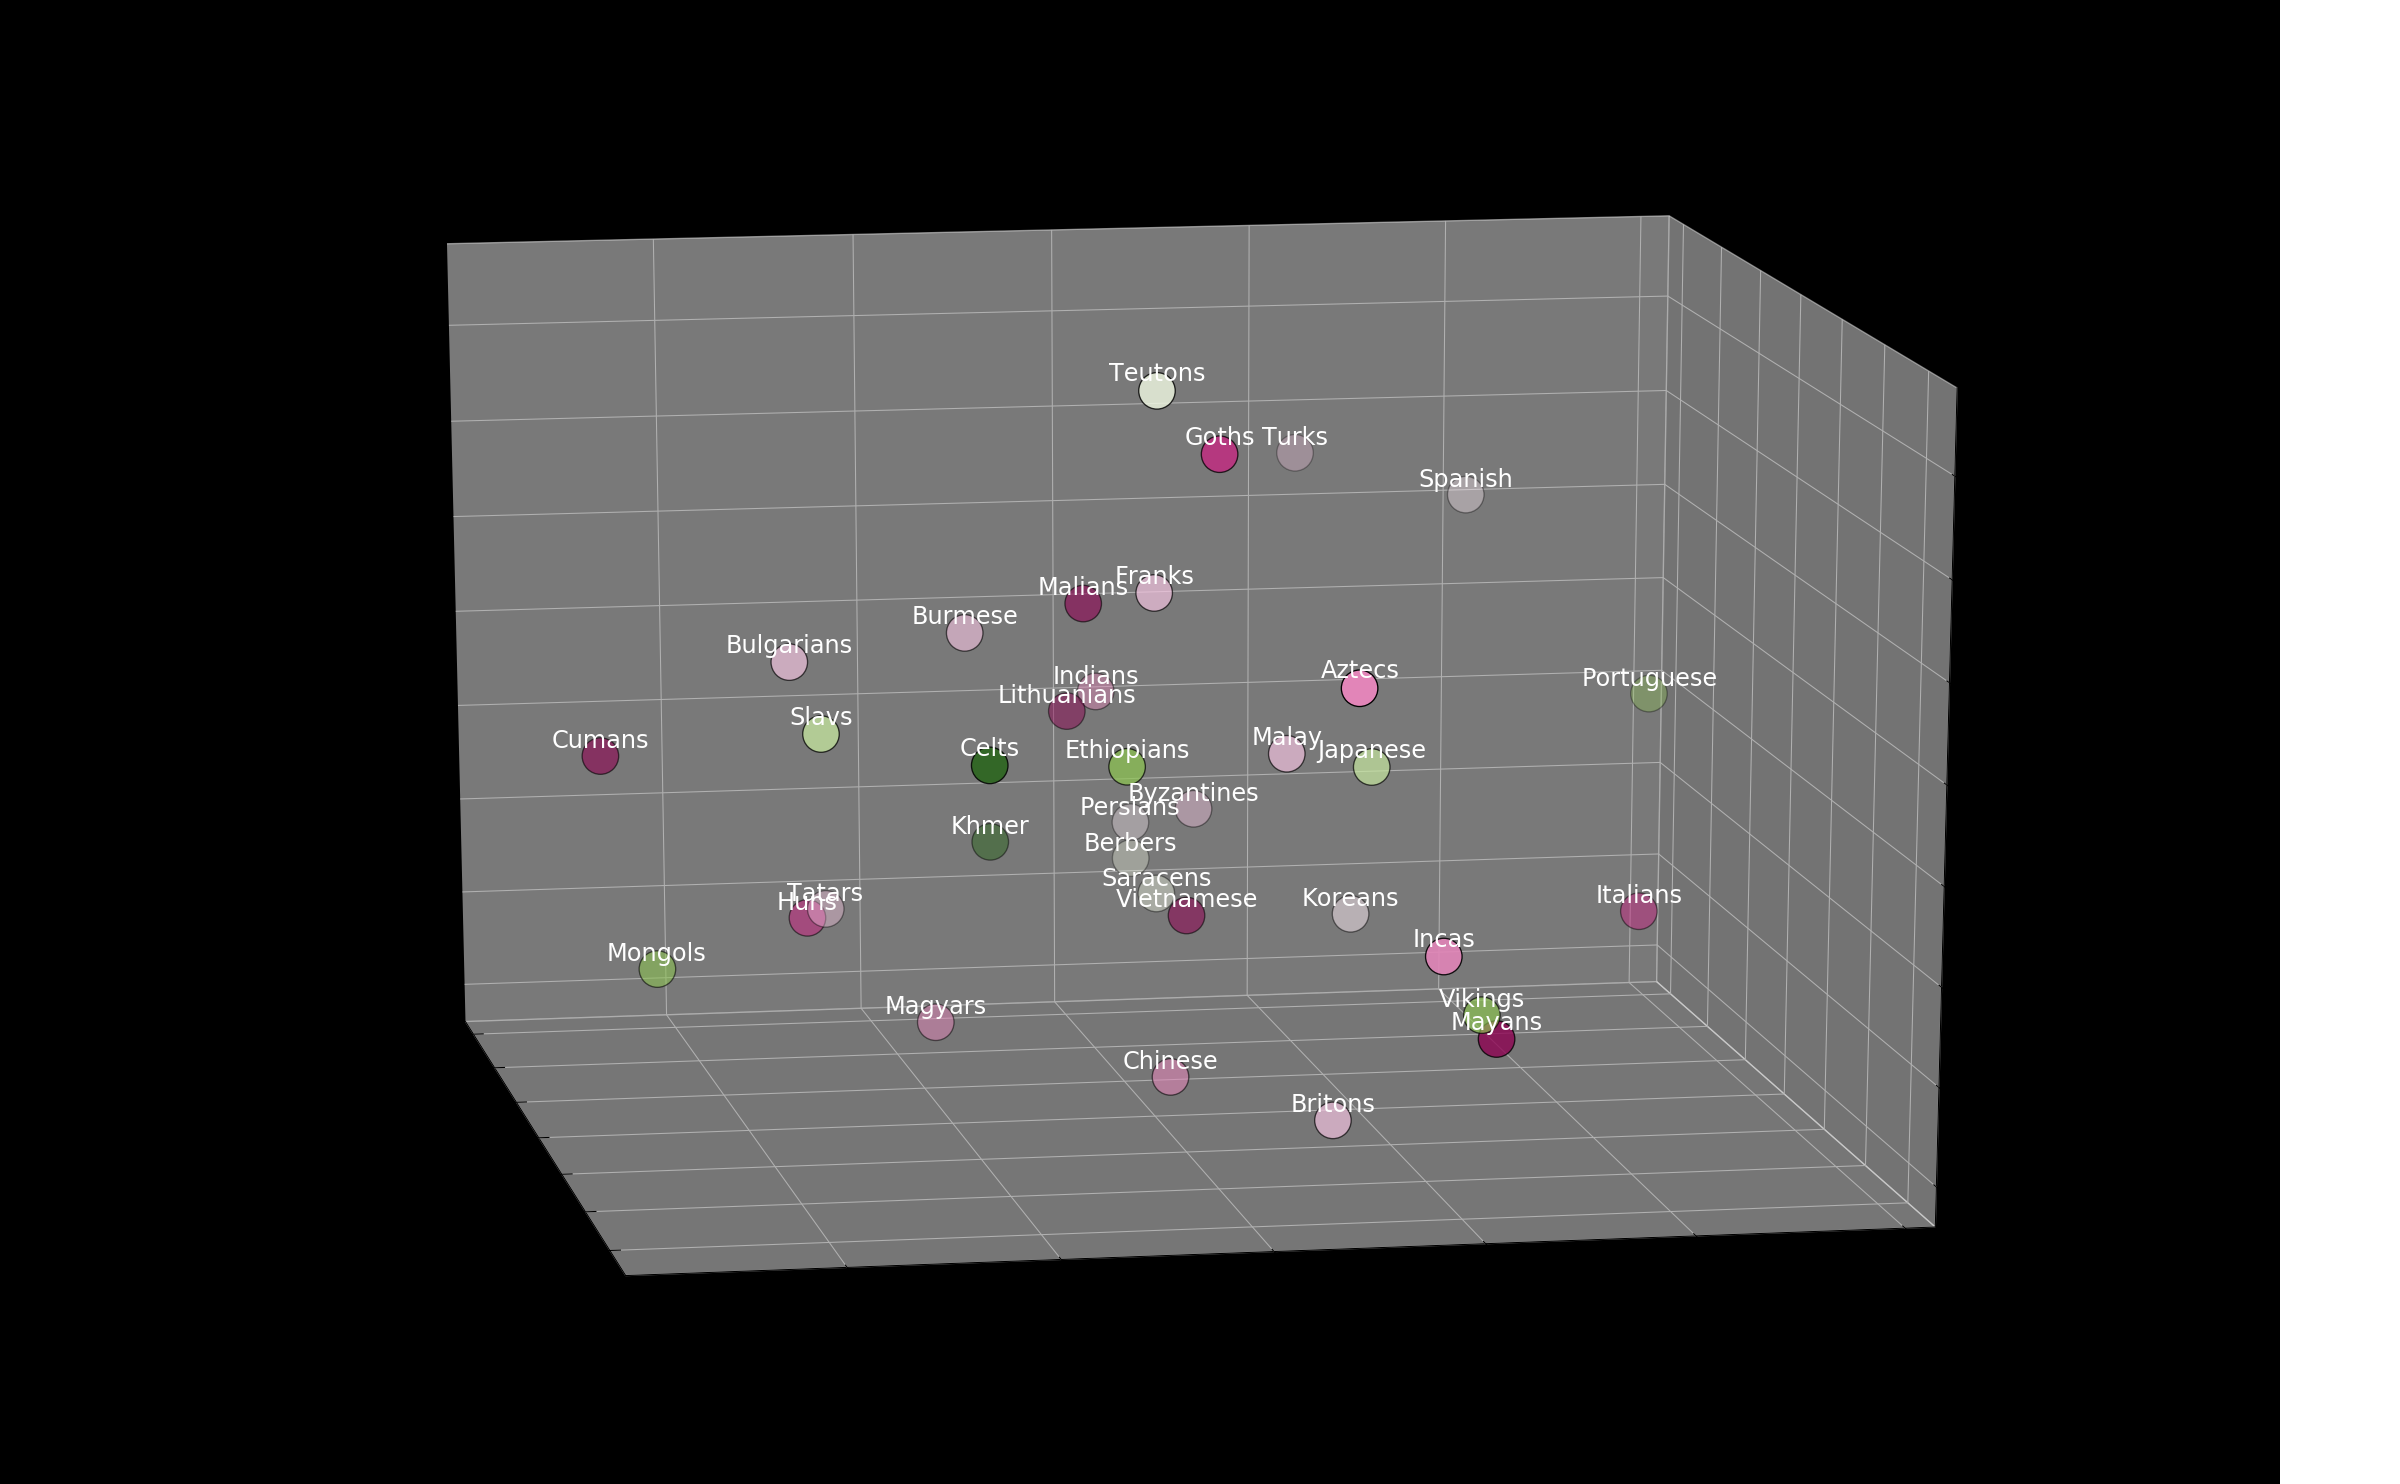 Teutons
Goths
Turks
Spanish
Franks
Malians
Burmese
Bulgarians
Indians
Aztecs
Portuguese
Lithuanians
Slavs
Cumans
Celts
Ethiopians
Malay
Japanese
Byzantines
Persians
Khmer
Berbers
Saracens
Tatars
Huns
Vietnamese
Koreans
Italians
Incas
Mongols
Magyars
Vikings
Mayans
Chinese
Britons